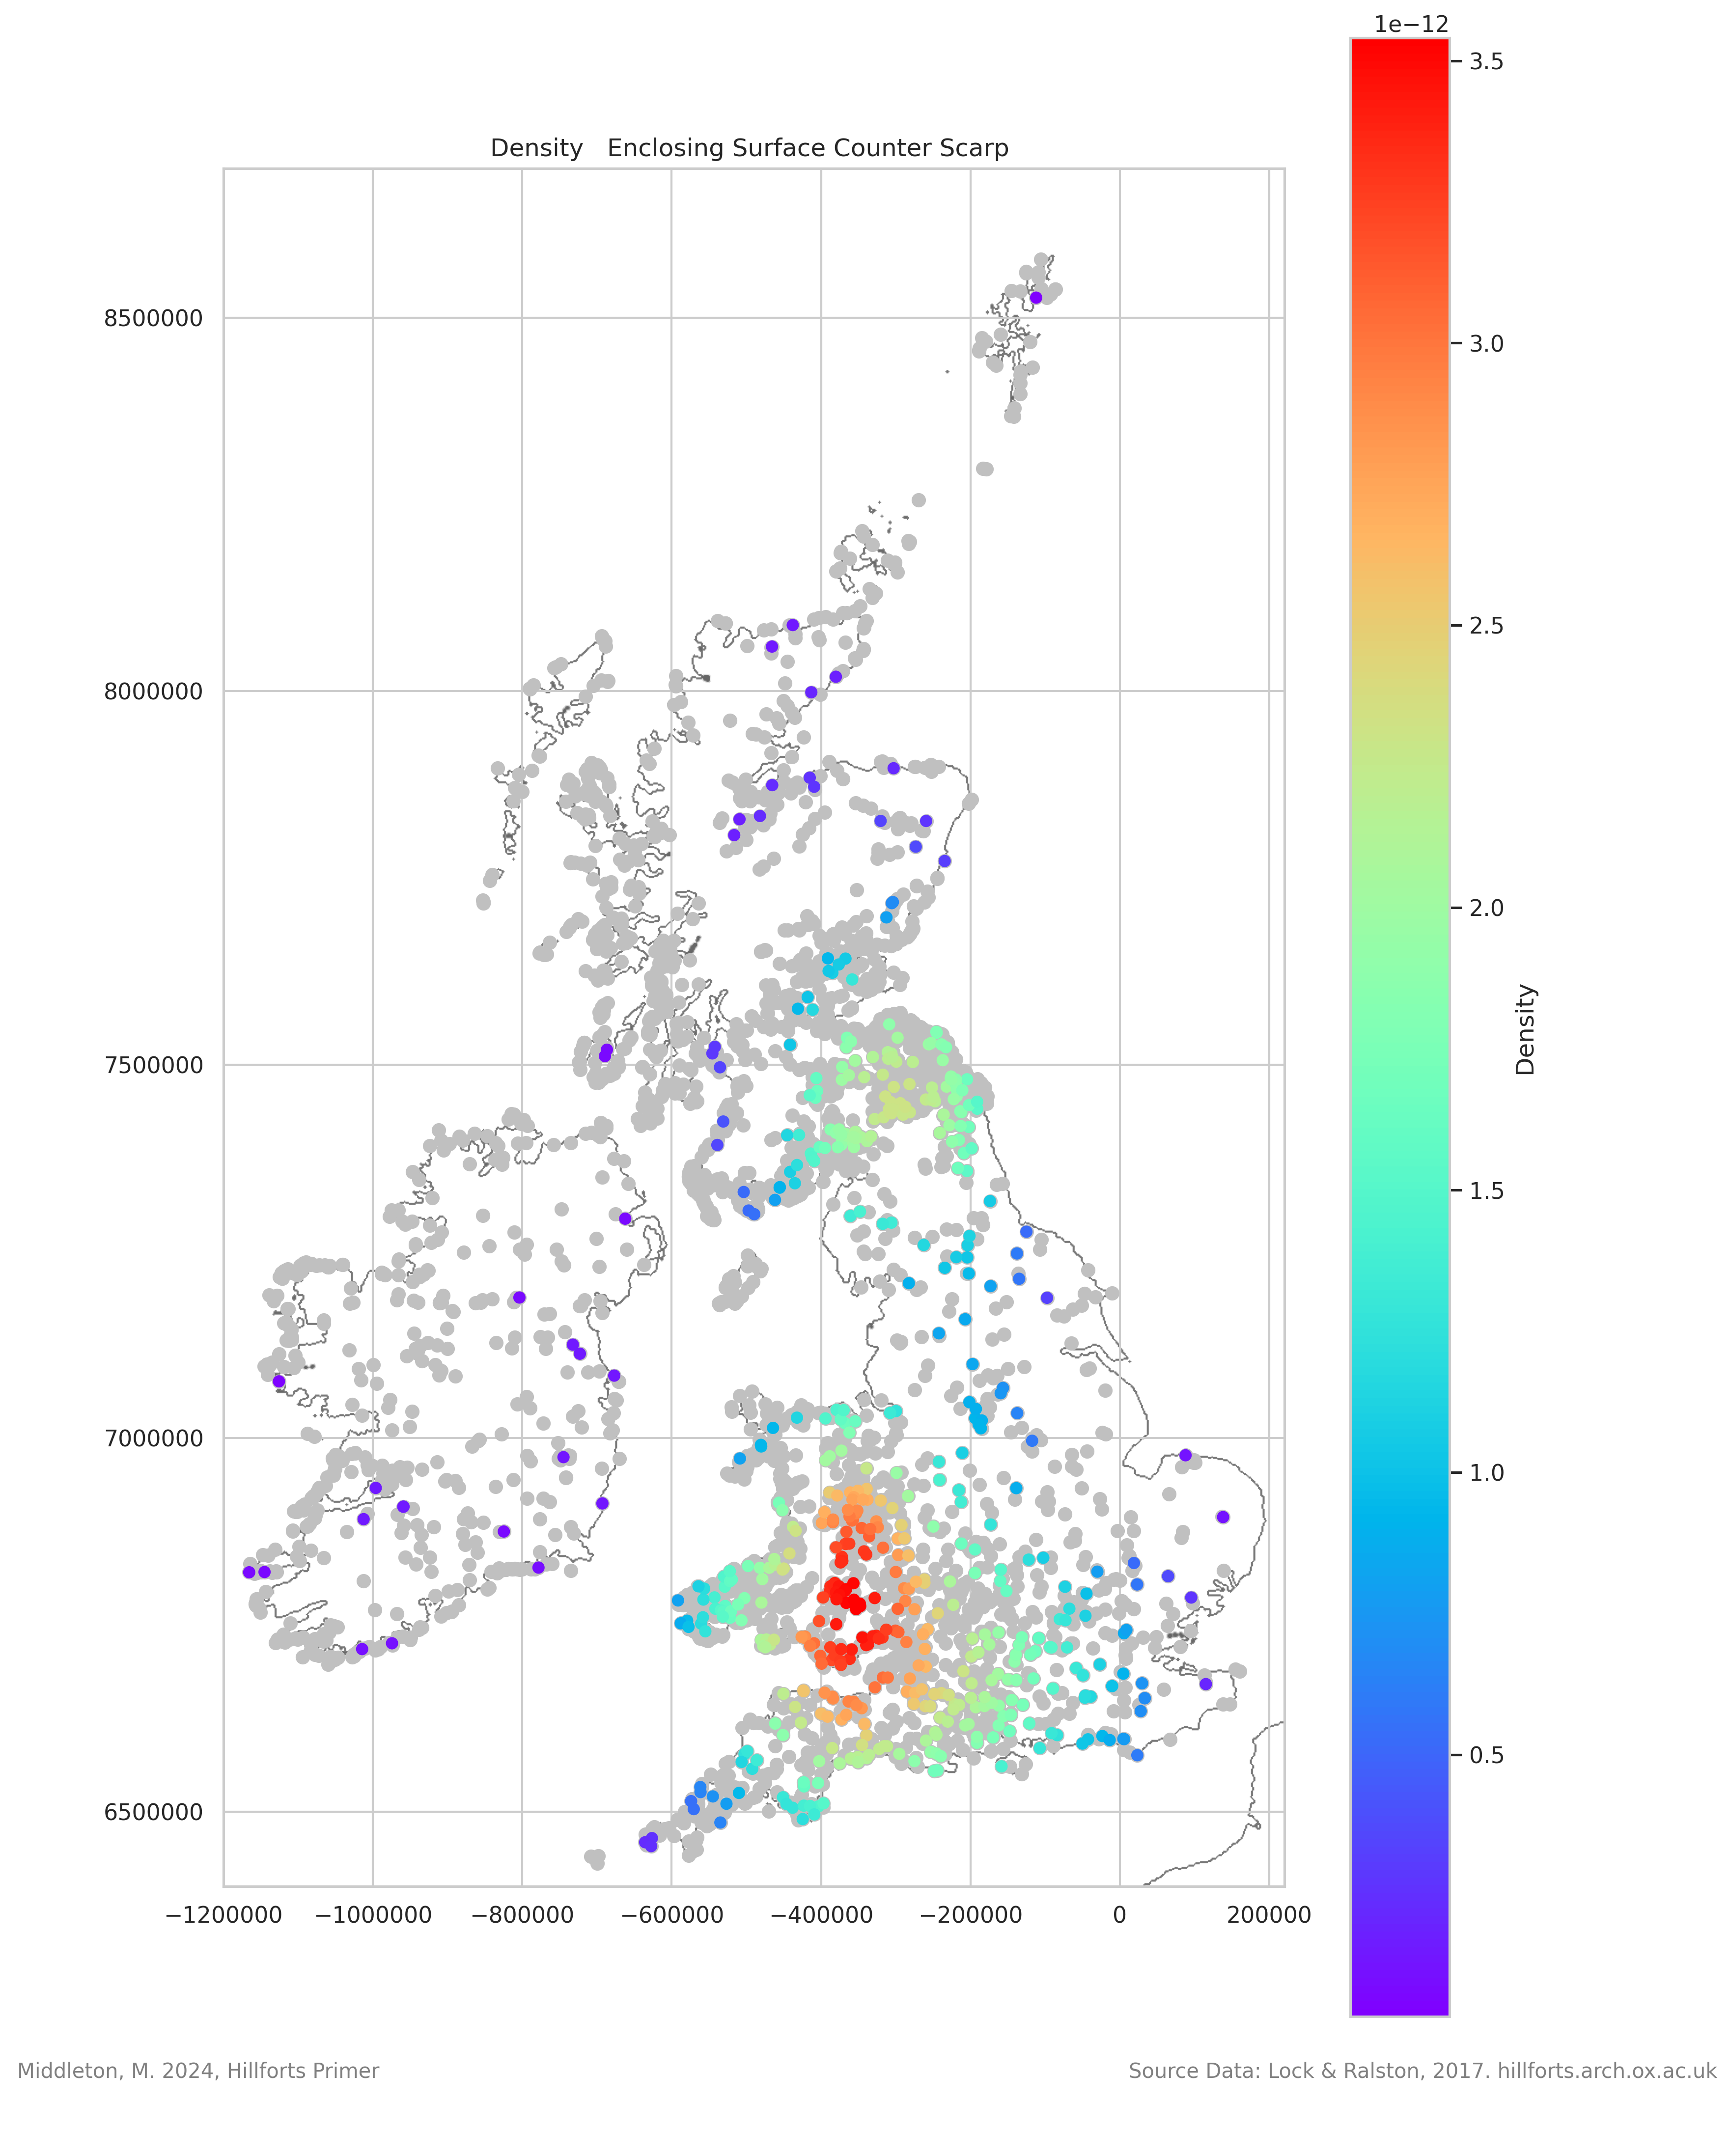 1e−12
Density   Enclosing Surface Counter Scarp
8500000
8000000
7500000
7000000
6500000
−1200000 −1000000 −800000 −600000 −400000 −200000 0 200000
3.5
3.0
2.5
2.0
1.5
1.0
0.5
Density
Middleton, M. 2024, Hillforts Primer
Source Data: Lock & Ralston, 2017. hillforts.arch.ox.ac.uk